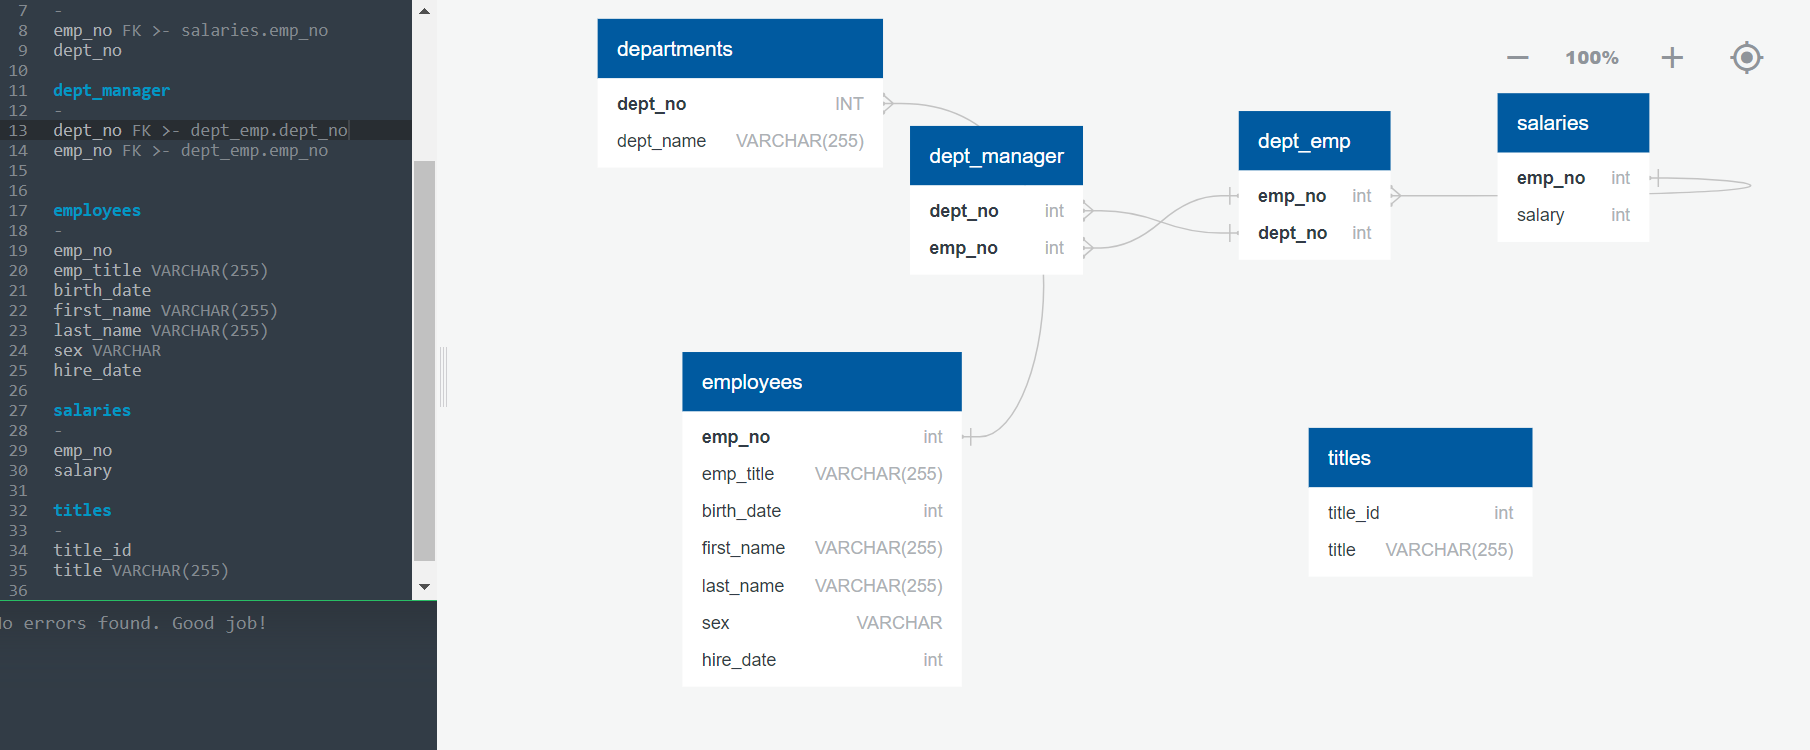 7 -
8 emp_no FK >- salaries.emp_no
9 dept_no
10
11 dept_manager
12 -
13 dept_no FK >- dept_emp.dept_no
14 emp_no FK >- dept_emp.emp_no
15
16
17 employees
18 -
19 emp_no
20 emp_title VARCHAR(255)
21 birth_date
22 first_name VARCHAR(255)
23 last_name VARCHAR(255)
24 sex VARCHAR
25 hire_date
26
27 salaries
28 -
29 emp_no
30 salary
31
32 titles
33 -
34 title_id
35 title VARCHAR(255)
36
o errors found. Good job!
departments
dept_no INT
dept_name VARCHAR(255)
dept_manager
dept_no int
emp_no int
dept_emp
emp_no int
dept_no int
100%
salaries
emp_no int
salary int
employees
emp_no int
emp_title VARCHAR(255)
birth_date int
first_name VARCHAR(255)
last_name VARCHAR(255)
sex VARCHAR
hire_date int
titles
title_id int
title VARCHAR(255)